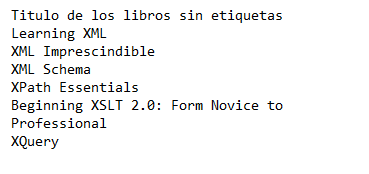 Titulo de los libros sin etiquetas
Learning XML
XML Imprescindible
XML Schema
XPath Essentials
Beginning XSLT 2.0: Form Novice to
Professional
XQuery